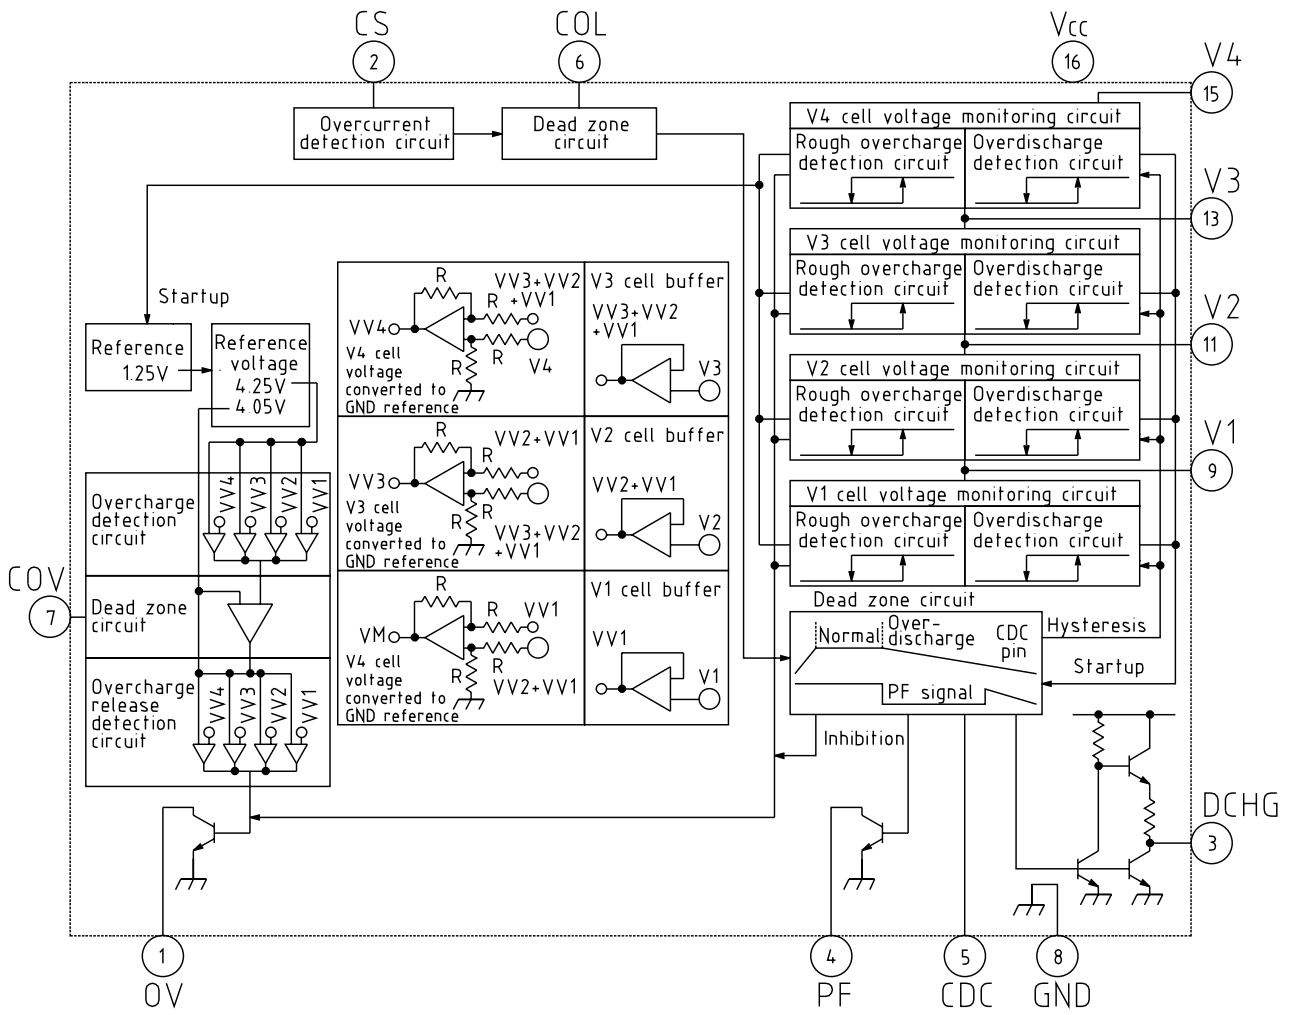 CS
2
COL
6
Vcc
16
V4
15
Overcurrent
detection circuit
Dead zone
circuit
V4 cell voltage monitoring circuit
Rough overcharge
detection circuit
Overdischarge
detection circuit
V3
13
V3 cell voltage monitoring circuit
Rough overcharge
detection circuit
Overdischarge
detection circuit
V2
11
V2 cell voltage monitoring circuit
Rough overcharge
detection circuit
Overdischarge
detection circuit
V1
9
V1 cell voltage monitoring circuit
Rough overcharge
detection circuit
Overdischarge
detection circuit
Startup
Reference
1.25V
Reference
voltage
4.25V
4.05V
R
R
VV3+VV2
+VV1
VV4
R
R
V4
V4 cell
voltage
converted to
GND reference
V3 cell buffer
VV3+VV2
+VV1
V3
R
R
VV2+VV1
VV3
R
R
VV3+VV2
+VV1
V3 cell
voltage
converted to
GND reference
V2 cell buffer
VV2+VV1
V2
R
R
VV1
VM
R
R
VV2+VV1
V4 cell
voltage
converted to
GND reference
V1 cell buffer
VV1
V1
Overcharge
detection
circuit
VV4
VV3
VV2
VV1
COV
7
Dead zone
circuit
Overcharge
release
detection
circuit
VV4
VV3
VV2
VV1
Dead zone circuit
Normal
Over-
discharge
CDC
pin
PF signal
Hysteresis
Startup
Inhibition
DCHG
3
1
OV
4
PF
5
CDC
8
GND